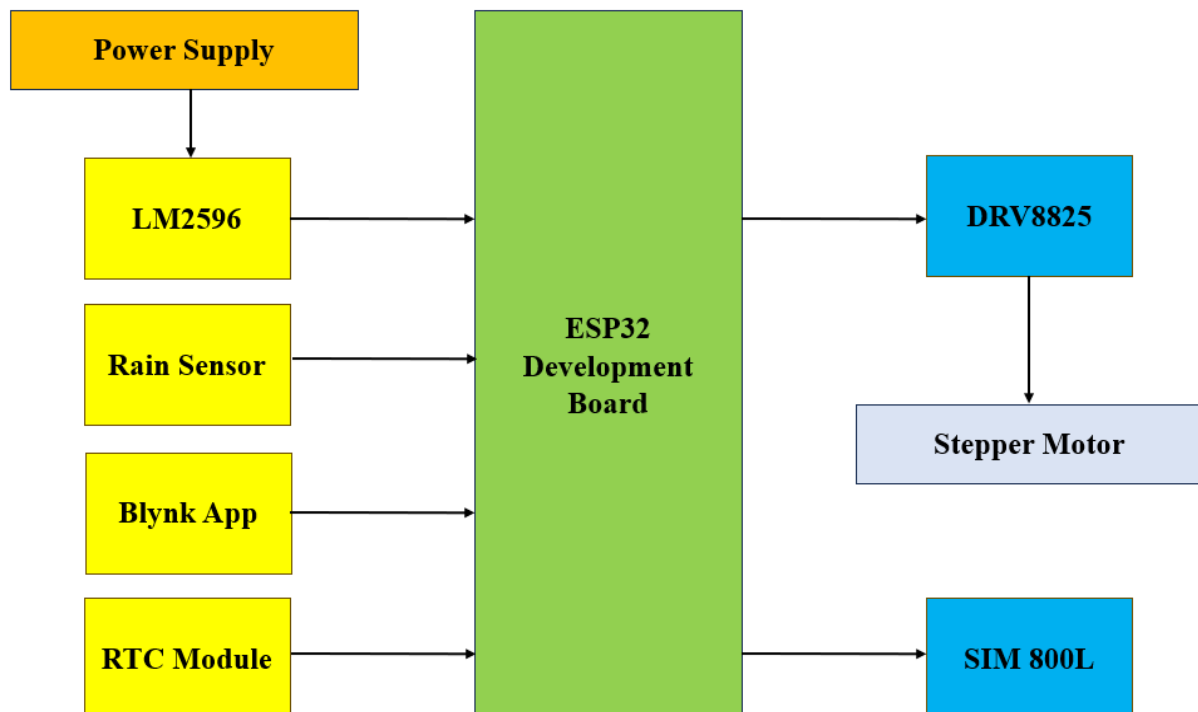 Power Supply
LM2596
Rain Sensor
Blynk App
RTC Module
ESP32
Development
Board
DRV8825
Stepper Motor
SIM 800L